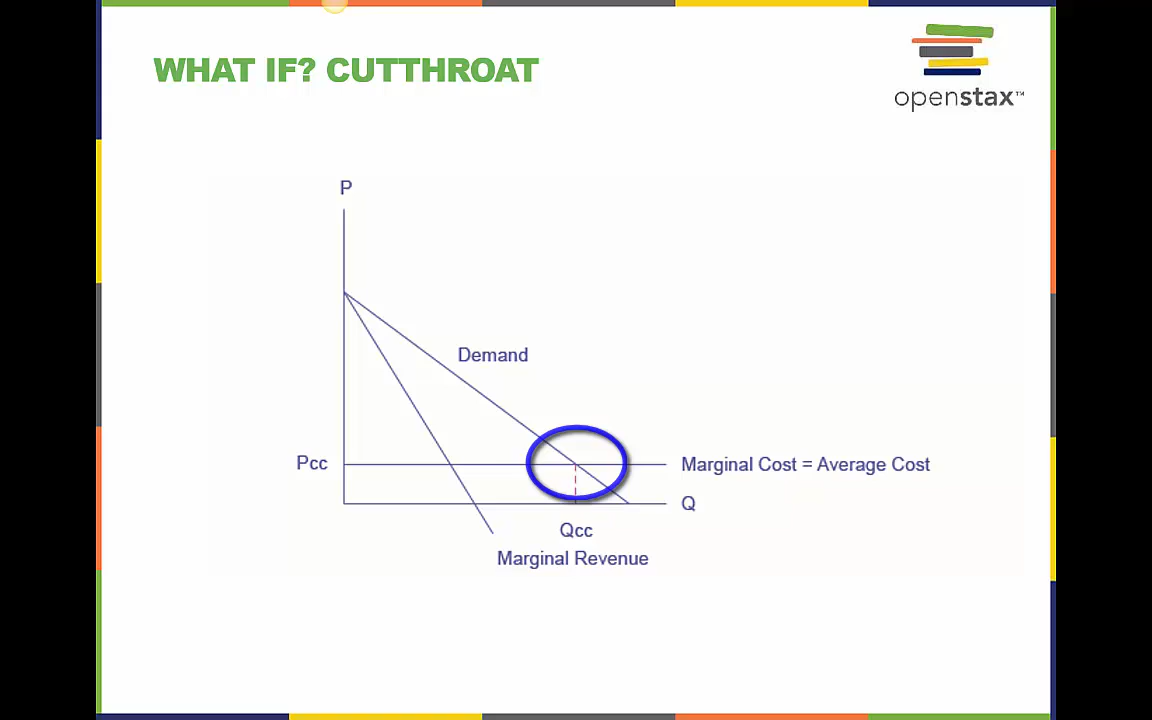 WHAT IF? CUTTHROAT
openstax™
P
Demand
Pcc
Marginal Cost = Average Cost
Q
Qcc
Marginal Revenue